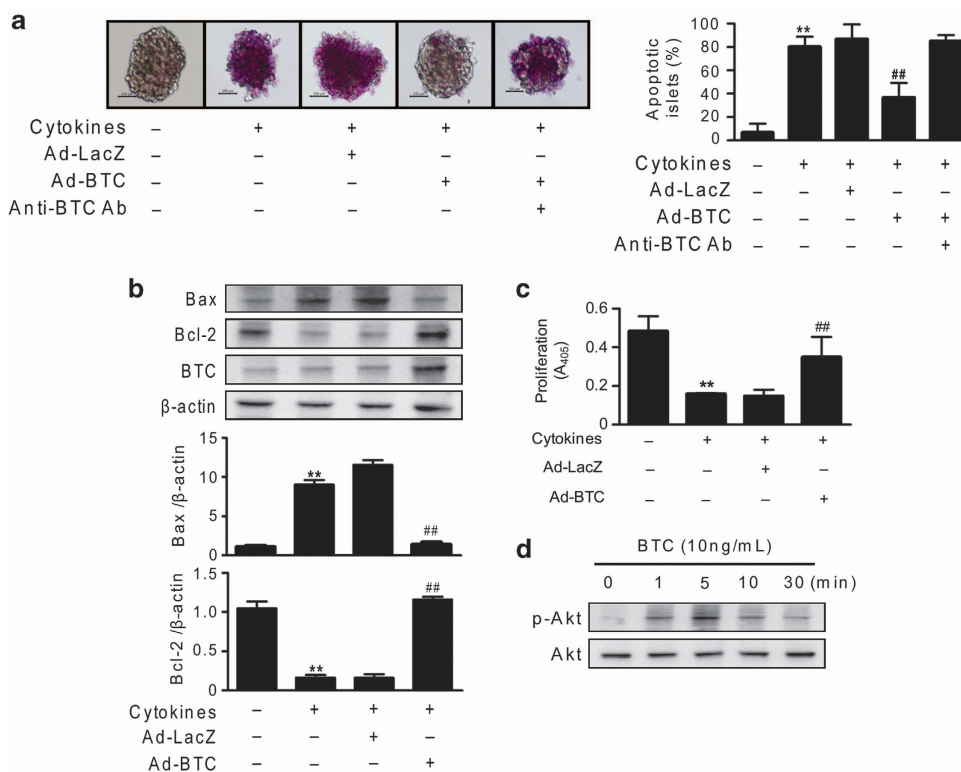 a
Cytokines – + + + +
Ad-LacZ – – + – –
Ad-BTC – – – + +
Anti-BTC Ab – – – – +
Apoptotic
islets (%)
100
80
60
40
20
0
**
##
Cytokines – + + + +
Ad-LacZ – – + – –
Ad-BTC – – – + +
Anti-BTC Ab – – – – +
b
Bax
Bcl-2
BTC
β-actin
Bax /β-actin
15
10
5
0
**
##
Bcl-2 /β-actin
1.5
1.0
0.5
0
**
##
Cytokines – + + +
Ad-LacZ – – + –
Ad-BTC – – – +
c
Proliferation
(A405)
0.6
0.4
0.2
0
**
##
Cytokines – + + +
Ad-LacZ – – + –
Ad-BTC – – – +
d
BTC (10ng/mL)
0 1 5 10 30 (min)
p-Akt
Akt